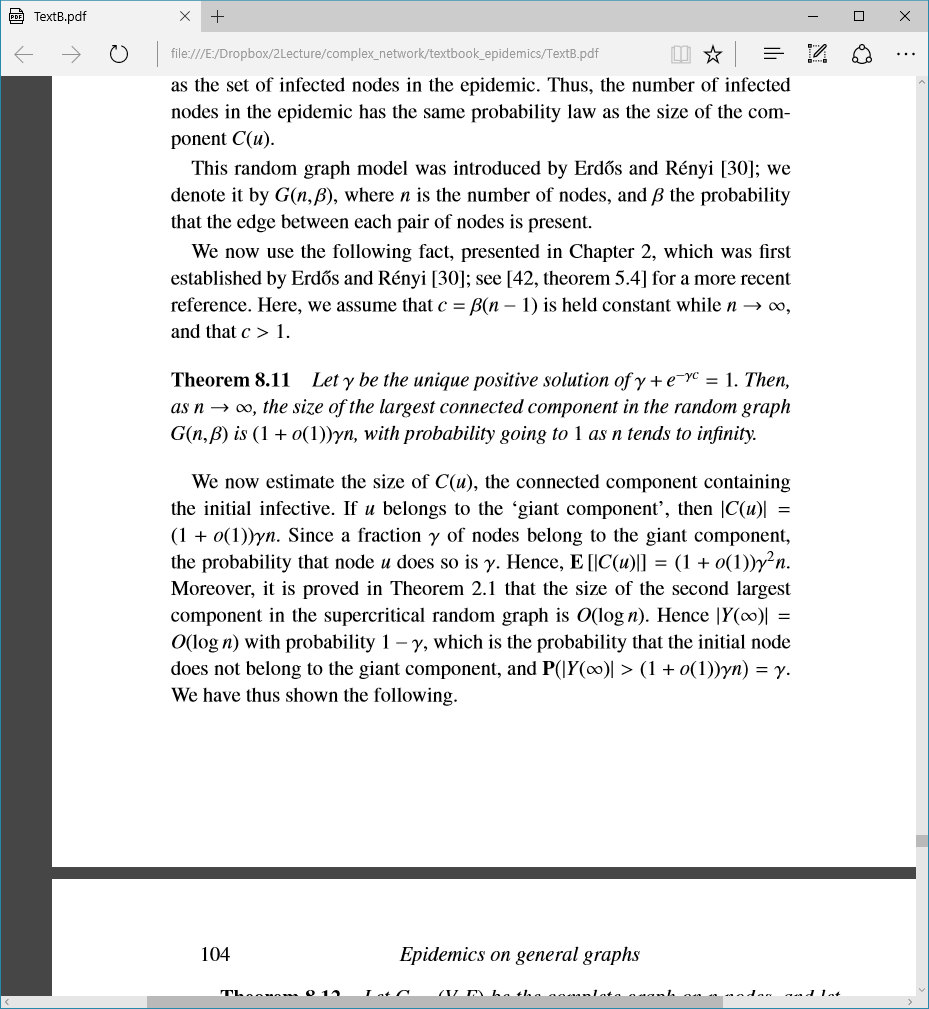 TextB.pdf
file:///E:/Dropbox/2Lecture/complex_network/textbook_epidemics/TextB.pdf
as the set of infected nodes in the epidemic. Thus, the number of infected
nodes in the epidemic has the same probability law as the size of the com-
ponent C(u).
This random graph model was introduced by Erdős and Rényi [30]; we
denote it by G(n, β), where n is the number of nodes, and β the probability
that the edge between each pair of nodes is present.
We now use the following fact, presented in Chapter 2, which was first
established by Erdős and Rényi [30]; see [42, theorem 5.4] for a more recent
reference. Here, we assume that c = β(n − 1) is held constant while n → ∞,
and that c > 1.
Theorem 8.11 Let γ be the unique positive solution of γ + e^{−γc} = 1. Then,
as n → ∞, the size of the largest connected component in the random graph
G(n, β) is (1 + o(1))γn, with probability going to 1 as n tends to infinity.
We now estimate the size of C(u), the connected component containing
the initial infective. If u belongs to the ‘giant component’, then |C(u)| =
(1 + o(1))γn. Since a fraction γ of nodes belong to the giant component,
the probability that node u does so is γ. Hence, E [|C(u)|] = (1 + o(1))γ²n.
Moreover, it is proved in Theorem 2.1 that the size of the second largest
component in the supercritical random graph is O(log n). Hence |Y(∞)| =
O(log n) with probability 1 − γ, which is the probability that the initial node
does not belong to the giant component, and P(|Y(∞)| > (1 + o(1))γn) = γ.
We have thus shown the following.
104 Epidemics on general graphs
Theorem 8.12 Let G = (V, E) be the complete graph on n nodes, and let